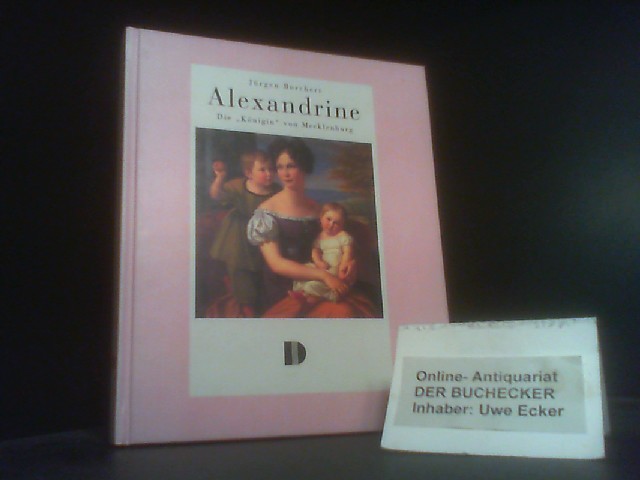 Jürgen Borchert
Alexandrine
Die „Königin“ von Mecklenburg
D
Online- Antiquariat
DER BUCHECKER
Inhaber: Uwe Ecker